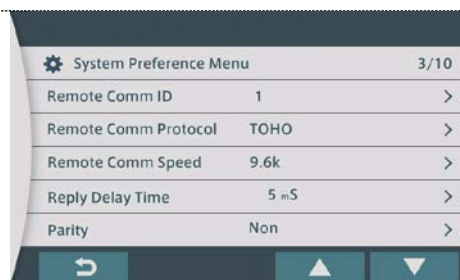 System Preference Menu 3/10
Remote Comm ID 1 >
Remote Comm Protocol TOHO >
Remote Comm Speed 9.6k >
Reply Delay Time 5 mS >
Parity Non >